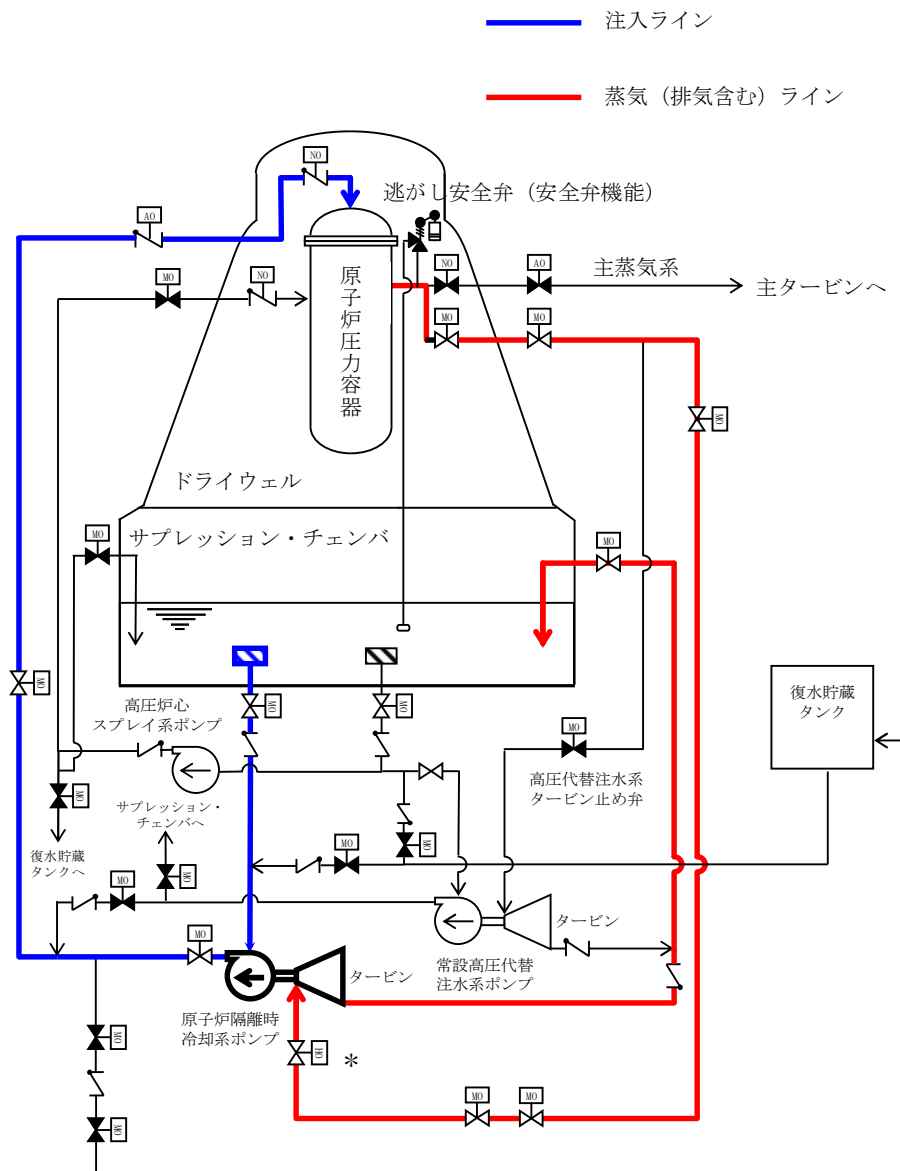 注入ライン
蒸気（排気含む）ライン
NO
逃がし安全弁（安全弁機能）
AO
MO
NO
原子炉圧力容器
NO
AO
主蒸気系
主タービンへ
MO
MO
MO
ドライウェル
サプレッション・チェンバ
MO
MO
MO
MO
MO
高圧炉心
スプレイ系ポンプ
復水貯蔵
タンク
MO
高圧代替注水系
タービン止め弁
MO
サプレッション・
チェンバへ
復水貯蔵
タンクへ
MO
MO
MO
MO
タービン
MO
常設高圧代替
注水系ポンプ
タービン
原子炉隔離時
冷却系ポンプ
MO
HO
＊
MO
MO
MO